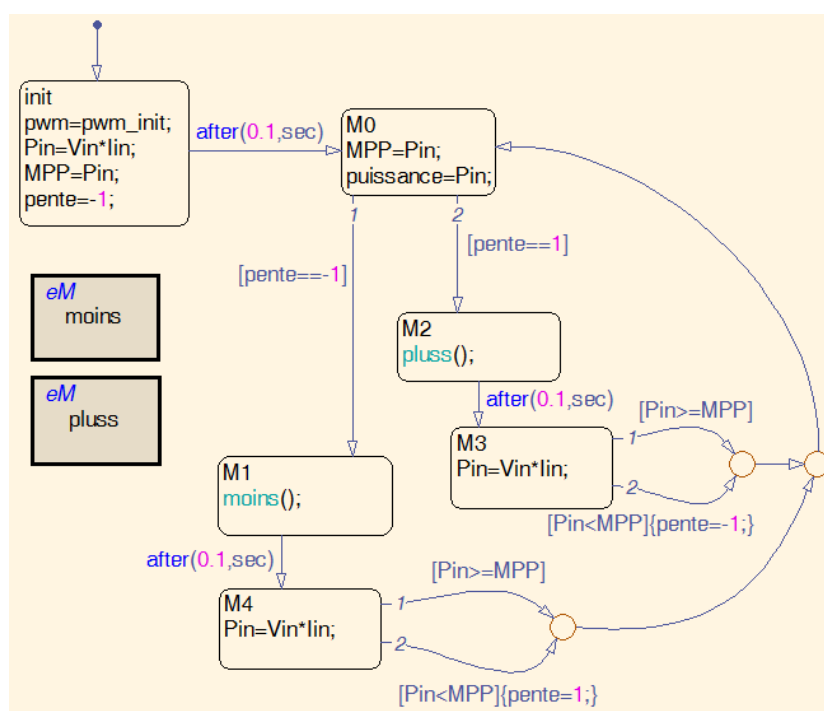 init
pwm=pwm_init;
Pin=Vin*Iin;
MPP=Pin;
pente=-1;
after(0.1,sec)
M0
MPP=Pin;
puissance=Pin;
1
2
[pente==-1]
[pente==1]
eM
moins
eM
pluss
M2
pluss();
after(0.1,sec)
M3
Pin=Vin*Iin;
1
2
[Pin>=MPP]
[Pin<MPP]{pente=-1;}
M1
moins();
after(0.1,sec)
M4
Pin=Vin*Iin;
1
2
[Pin>=MPP]
[Pin<MPP]{pente=1;}